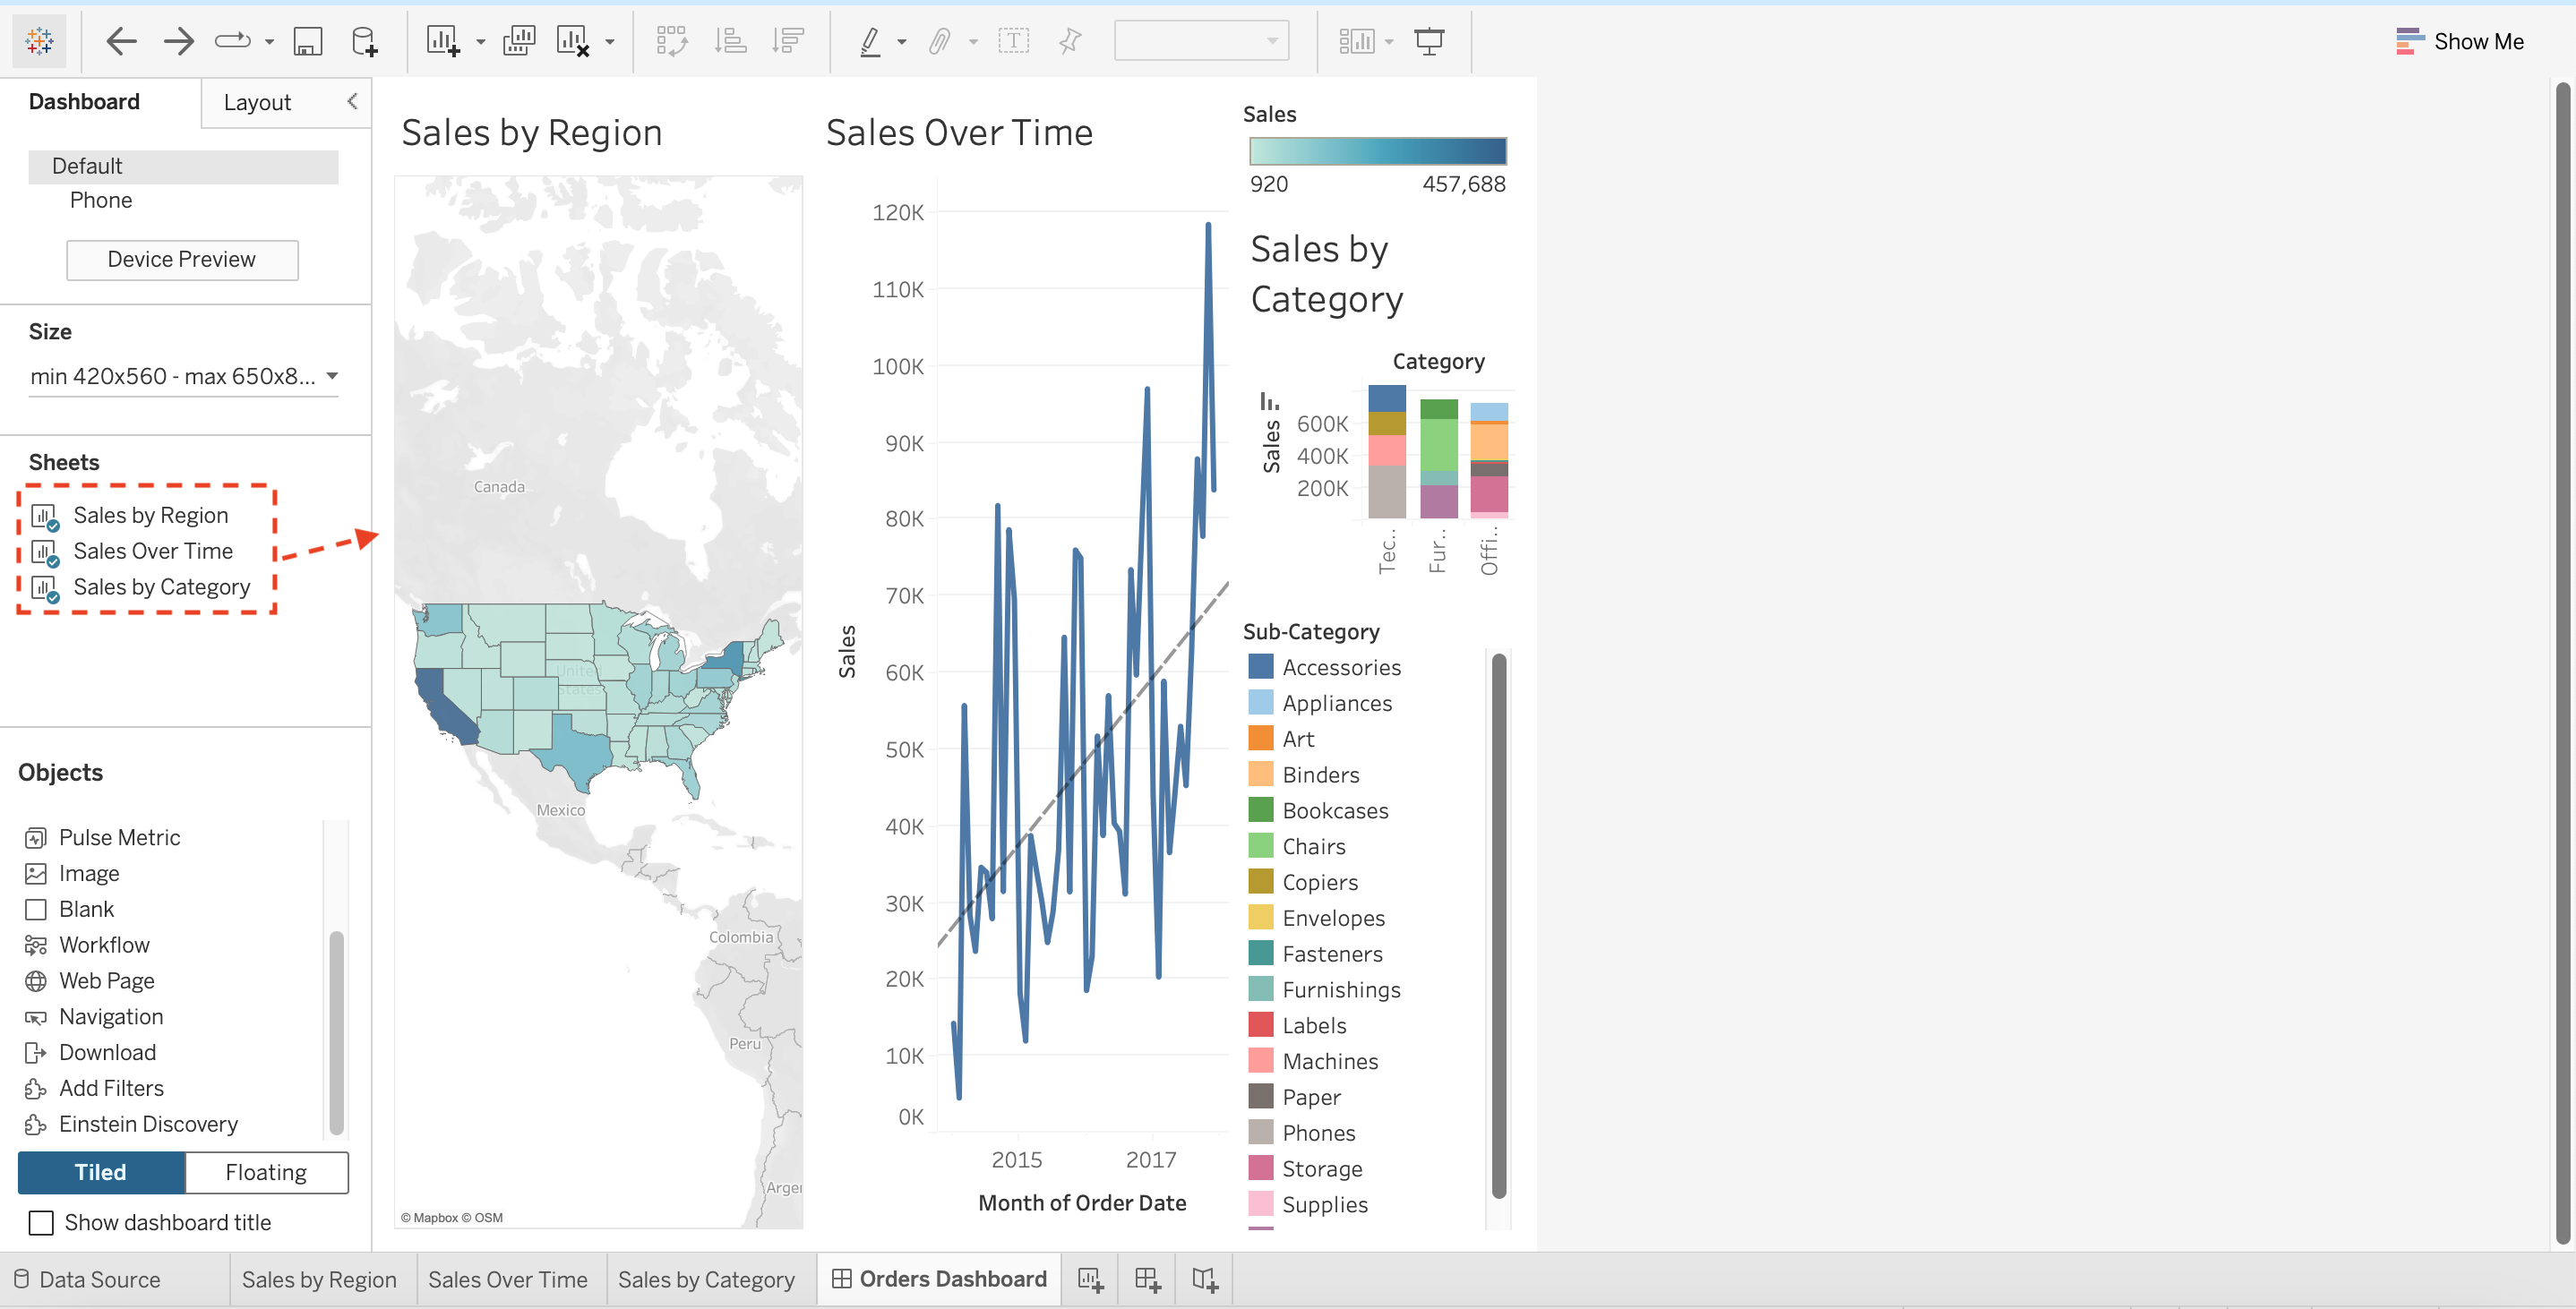 Show Me
Dashboard
Layout
Default
Phone
Device Preview
Size
min 420x560 - max 650x8...
Sheets
Sales by Region
Sales Over Time
Sales by Category
Objects
Pulse Metric
Image
Blank
Workflow
Web Page
Navigation
Download
Add Filters
Einstein Discovery
Tiled
Floating
Show dashboard title
Sales by Region
Canada
United
States
Mexico
Colombia
Peru
Argen
© Mapbox © OSM
Sales Over Time
120K
110K
100K
90K
80K
70K
60K
50K
40K
30K
20K
10K
0K
Sales
2015
2017
Month of Order Date
Sales
920
457,688
Sales by
Category
Category
Sales
600K
400K
200K
Tec..
Fur..
Offi..
Sub-Category
Accessories
Appliances
Art
Binders
Bookcases
Chairs
Copiers
Envelopes
Fasteners
Furnishings
Labels
Machines
Paper
Phones
Storage
Supplies
Data Source
Sales by Region
Sales Over Time
Sales by Category
Orders Dashboard